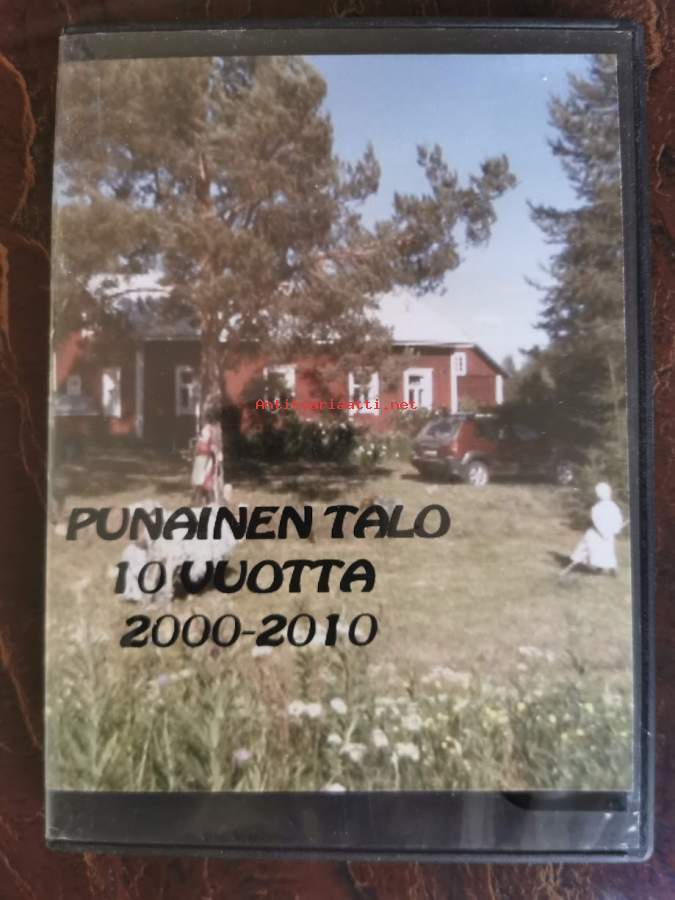 Antikvariaatti.net
PUNAINEN TALO
10 VUOTTA
2000-2010